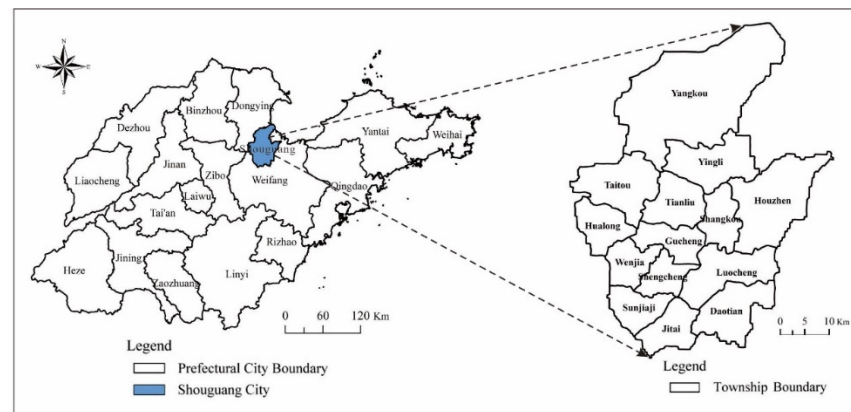 N
W E
S
Dezhou
Binzhou
Dongying
Yantai
Weihai
Shouguang
Jinan
Zibo
Liaocheng
Laiwu
Weifang
Qingdao
Tai'an
Rizhao
Heze
Jining
Zaozhuang
Linyi
0 60 120 Km
Legend
Prefectural City Boundary
Shouguang City
Yangkou
Yingli
Taitou
Tianliu
Houzhen
Shangkou
Hualong
Gucheng
Wenjia
Shengcheng
Luocheng
Sunjiaji
Jitai
Daotian
0 5 10 Km
Legend
Township Boundary